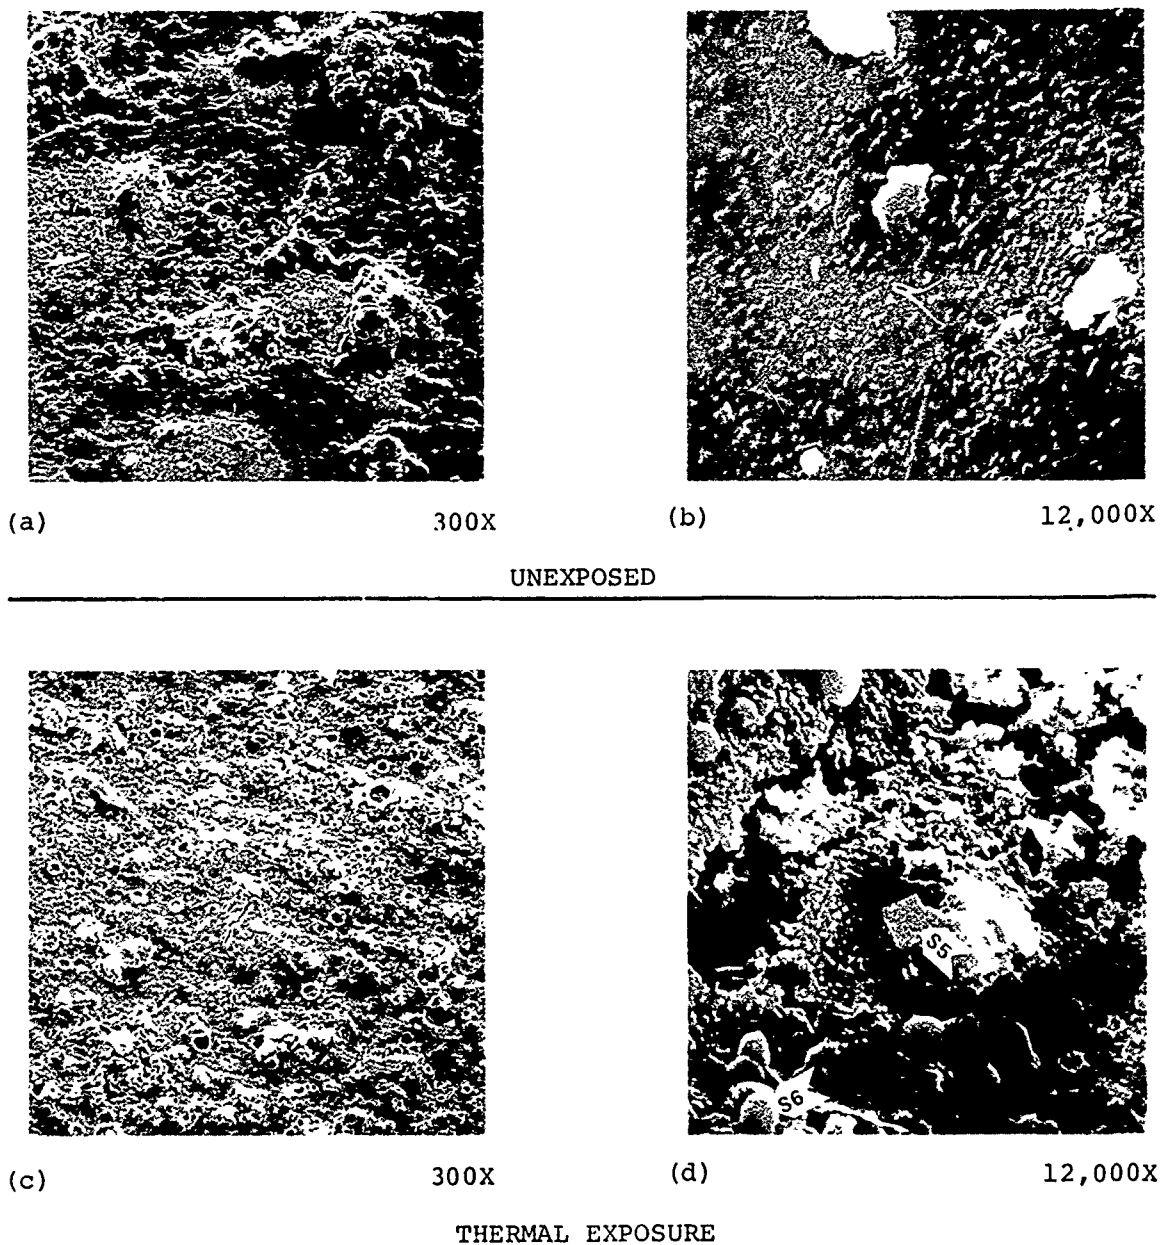 (a) 300X (b) 12,000X
UNEXPOSED
S5
S6
(c) 300X (d) 12,000X
THERMAL EXPOSURE